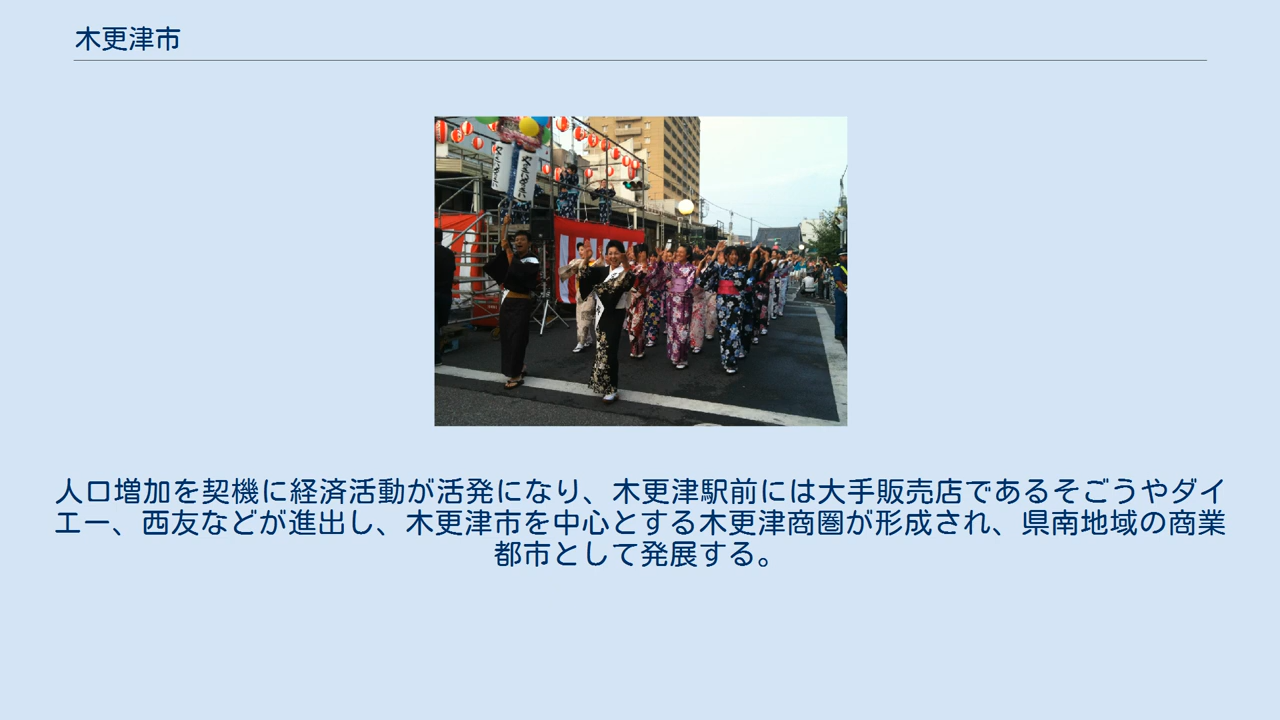 木更津市
人口増加を契機に経済活動が活発になり、木更津駅前には大手販売店であるそごうやダイ
エー、西友などが進出し、木更津市を中心とする木更津商圏が形成され、県南地域の商業
都市として発展する。